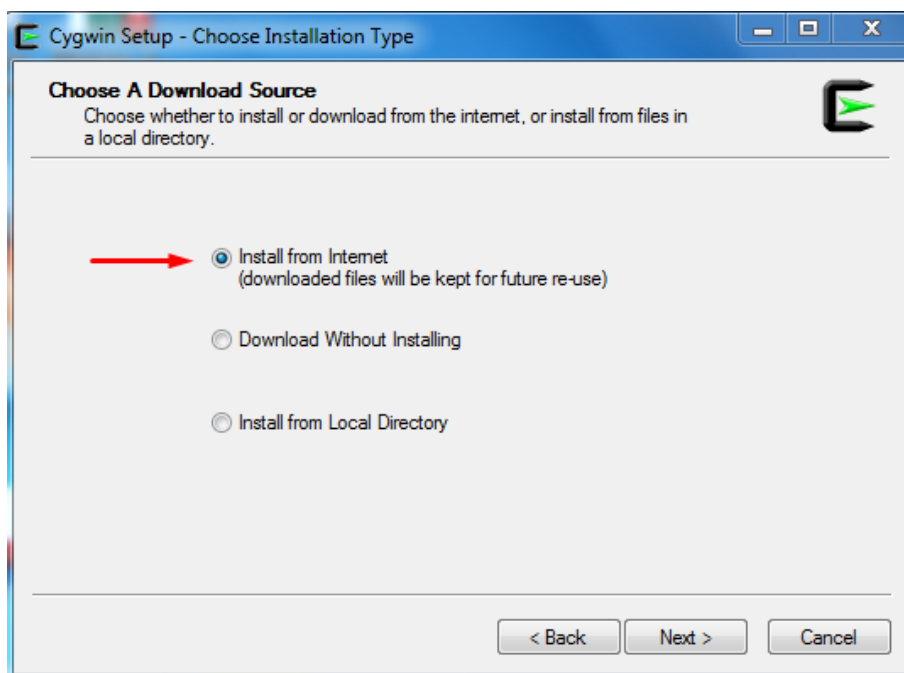 Cygwin Setup - Choose Installation Type
Choose A Download Source
Choose whether to install or download from the internet, or install from files in
a local directory.
Install from Internet
(downloaded files will be kept for future re-use)
Download Without Installing
Install from Local Directory
< Back
Next >
Cancel